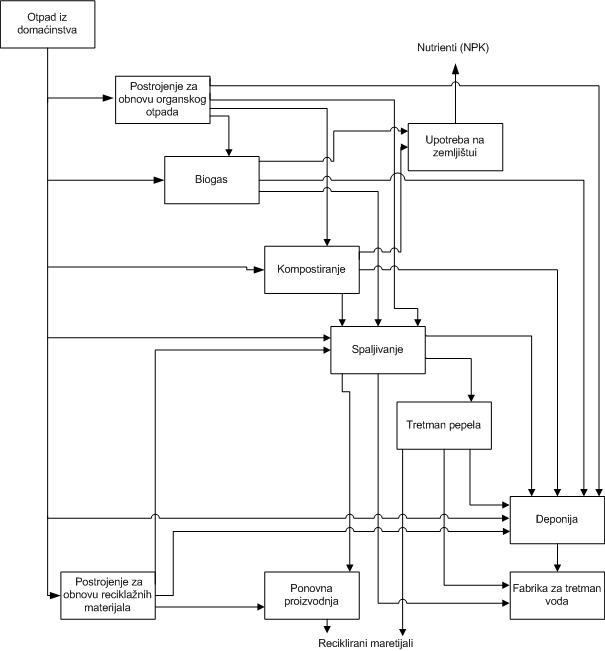 Otpad iz
domaćinstva
Nutrienti (NPK)
Postrojenje za
obnovu organskog
otpada
Upotreba na
zemljištui
Biogas
Kompostiranje
Spaljivanje
Tretman pepela
Deponija
Postrojenje za
obnovu reciklažnih
materijala
Ponovna
proizvodnja
Fabrika za tretman
voda
Reciklirani maretijali